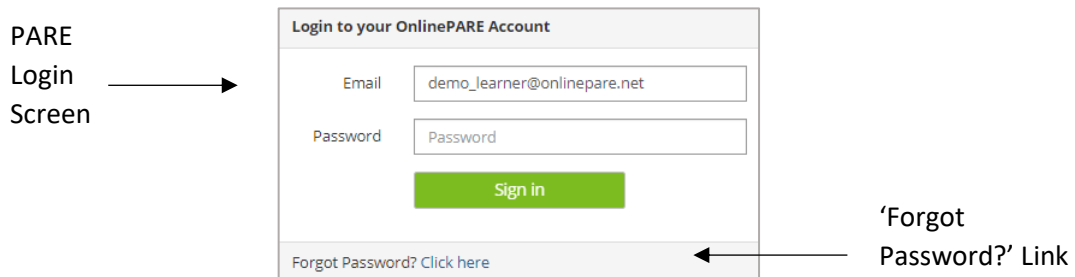 PARE
Login
Screen
Login to your OnlinePARE Account
Email demo_learner@onlinepare.net
Password Password
Sign in
Forgot Password? Click here
‘Forgot
Password?’ Link